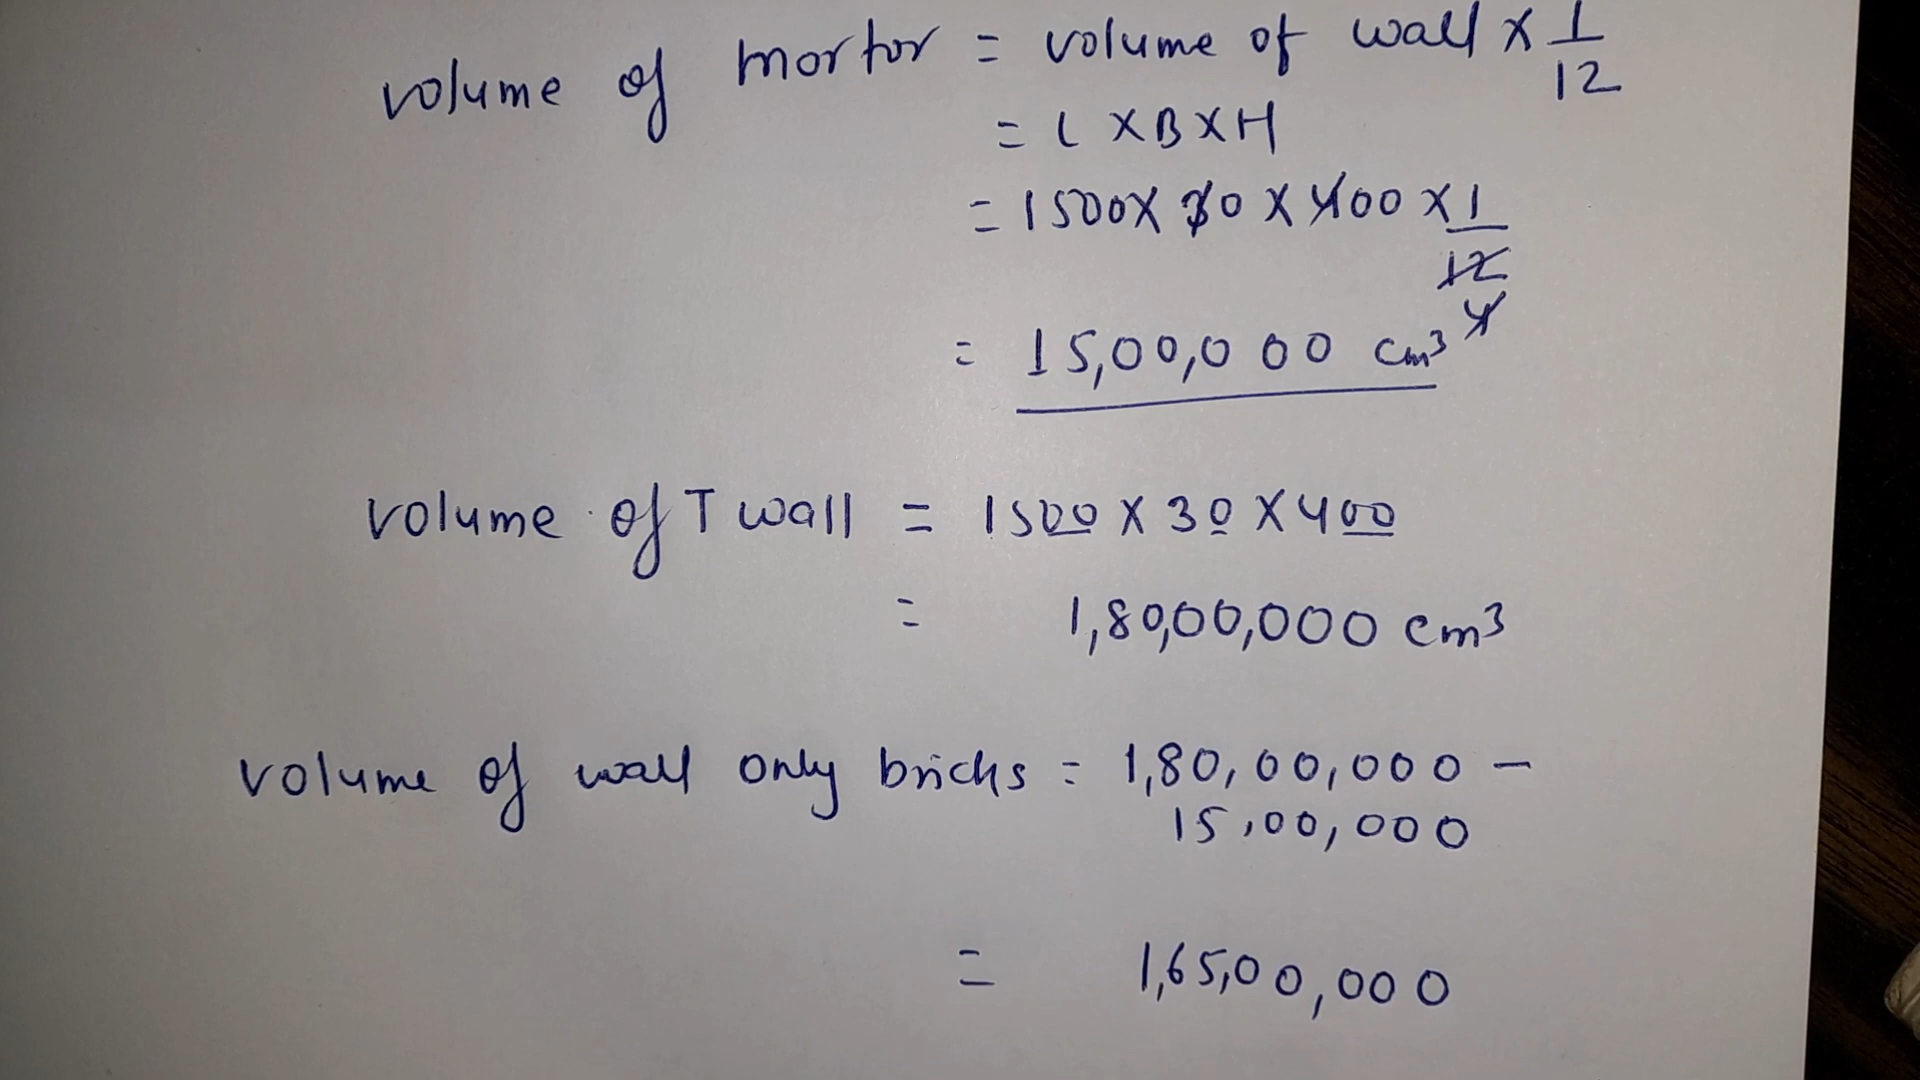 volume of mortor = volume of wall × 1/12
= L × B × H
= 1500 × 30 × 400 × 1/12
4
= 15,00,000 cm³
volume of T wall = 1500 × 30 × 400
= 1,80,00,000 cm³
volume of wall only bricks = 1,80,00,000 −
15,00,000
= 1,65,00,000